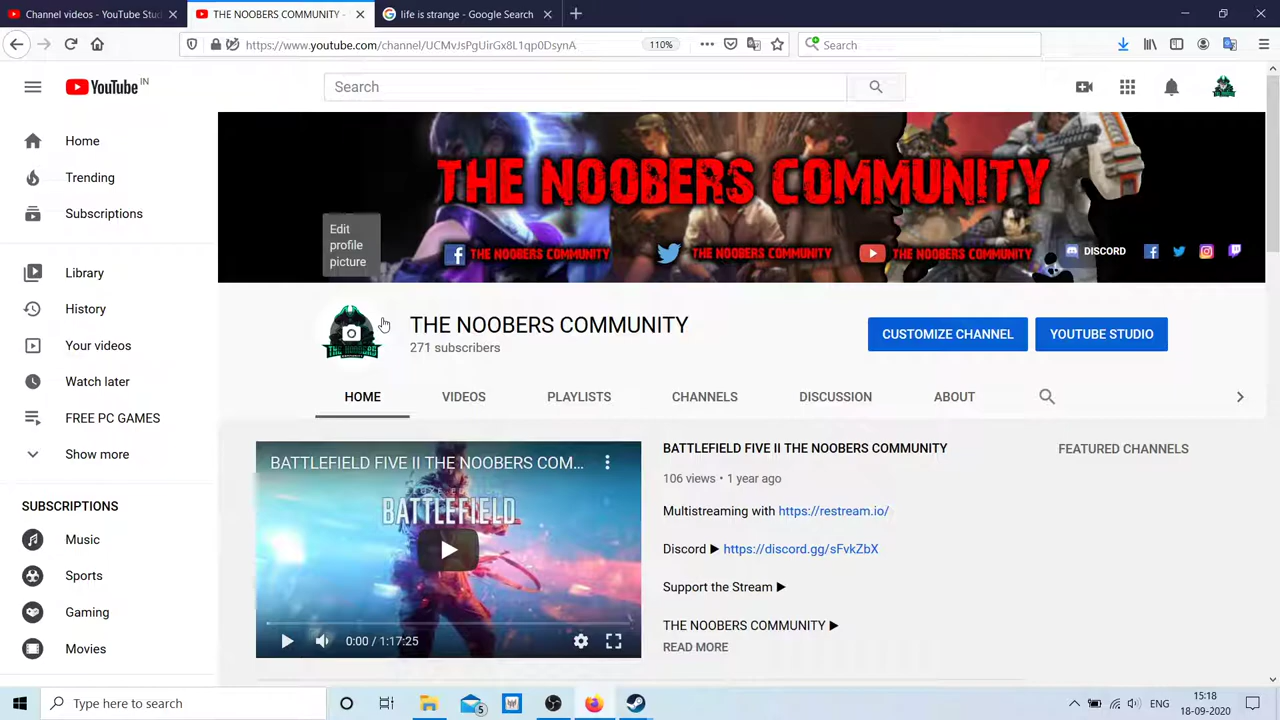 Channel videos - YouTube Stud
THE NOOBERS COMMUNITY -
life is strange - Google Search
https://www.youtube.com/channel/UCMvJsPgUirGx8L1qp0DsynA
110%
Search
YouTube IN
Search
Home
Trending
Subscriptions
Library
History
Your videos
Watch later
FREE PC GAMES
Show more
SUBSCRIPTIONS
Music
Sports
Gaming
Movies
THE NOOBERS COMMUNITY
THE NOOBERS COMMUNITY
THE NOOBERS COMMUNITY
THE NOOBERS COMMUNITY
DISCORD
Edit
profile
picture
THE NOOBERS
THE NOOBERS COMMUNITY
271 subscribers
CUSTOMIZE CHANNEL
YOUTUBE STUDIO
HOME
VIDEOS
PLAYLISTS
CHANNELS
DISCUSSION
ABOUT
BATTLEFIELD FIVE II THE NOOBERS COM...
BATTLEFIELD
0:00 / 1:17:25
BATTLEFIELD FIVE II THE NOOBERS COMMUNITY
106 views • 1 year ago
Multistreaming with https://restream.io/
Discord ▶ https://discord.gg/sFvkZbX
Support the Stream ▶
THE NOOBERS COMMUNITY ▶
READ MORE
FEATURED CHANNELS
Type here to search
5
ENG
15:18
18-09-2020